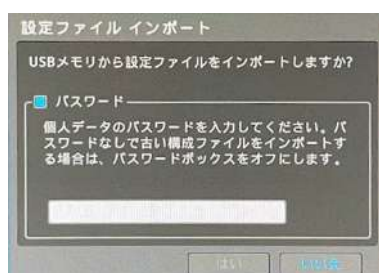 設定ファイル インポート
USBメモリから設定ファイルをインポートしますか?
パスワード
個人データのパスワードを入力してください。パ
スワードなしで古い構成ファイルをインポートす
る場合は、パスワードボックスをオフにします。
はい
いいえ